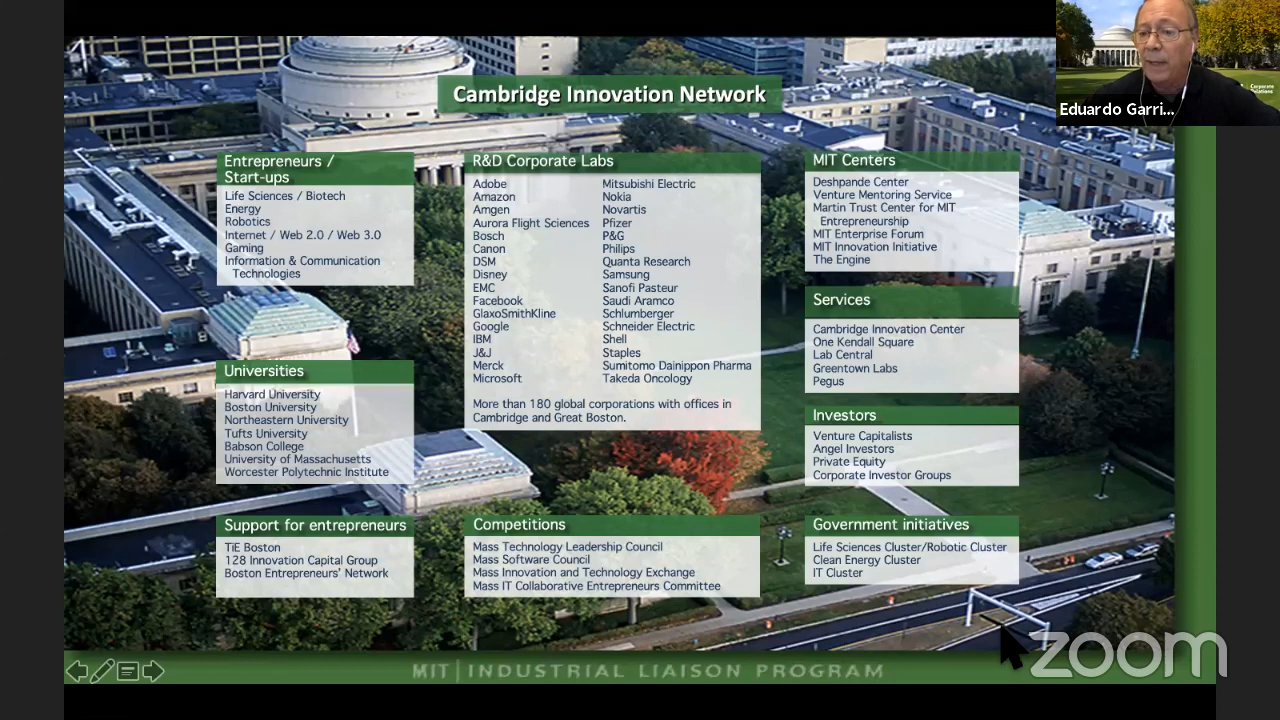 Cambridge Innovation Network
Eduardo Garri...
Entrepreneurs /
Start-ups
Life Sciences / Biotech
Energy
Robotics
Internet / Web 2.0 / Web 3.0
Gaming
Information & Communication
Technologies
Universities
Harvard University
Boston University
Northeastern University
Tufts University
Babson College
University of Massachusetts
Worcester Polytechnic Institute
Support for entrepreneurs
TiE Boston
128 Innovation Capital Group
Boston Entrepreneurs' Network
R&D Corporate Labs
Adobe
Amazon
Amgen
Aurora Flight Sciences
Bosch
Canon
DSM
Disney
EMC
Facebook
GlaxoSmithKline
Google
IBM
J&J
Merck
Microsoft
Mitsubishi Electric
Nokia
Novartis
Pfizer
P&G
Philips
Quanta Research
Samsung
Sanofi Pasteur
Saudi Aramco
Schlumberger
Schneider Electric
Shell
Staples
Sumitomo Dainippon Pharma
Takeda Oncology
More than 180 global corporations with offices in
Cambridge and Great Boston.
Competitions
Mass Technology Leadership Council
Mass Software Council
Mass Innovation and Technology Exchange
Mass IT Collaborative Entrepreneurs Committee
MIT Centers
Deshpande Center
Venture Mentoring Service
Martin Trust Center for MIT
Entrepreneurship
MIT Enterprise Forum
MIT Innovation Initiative
The Engine
Services
Cambridge Innovation Center
One Kendall Square
Lab Central
Greentown Labs
Pegus
Investors
Venture Capitalists
Angel Investors
Private Equity
Corporate Investor Groups
Government initiatives
Life Sciences Cluster/Robotic Cluster
Clean Energy Cluster
IT Cluster
MIT | INDUSTRIAL LIAISON PROGRAM
zoom